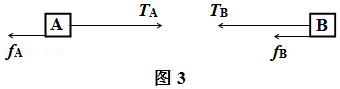 A T_A T_B B
f_A f_B
图 3